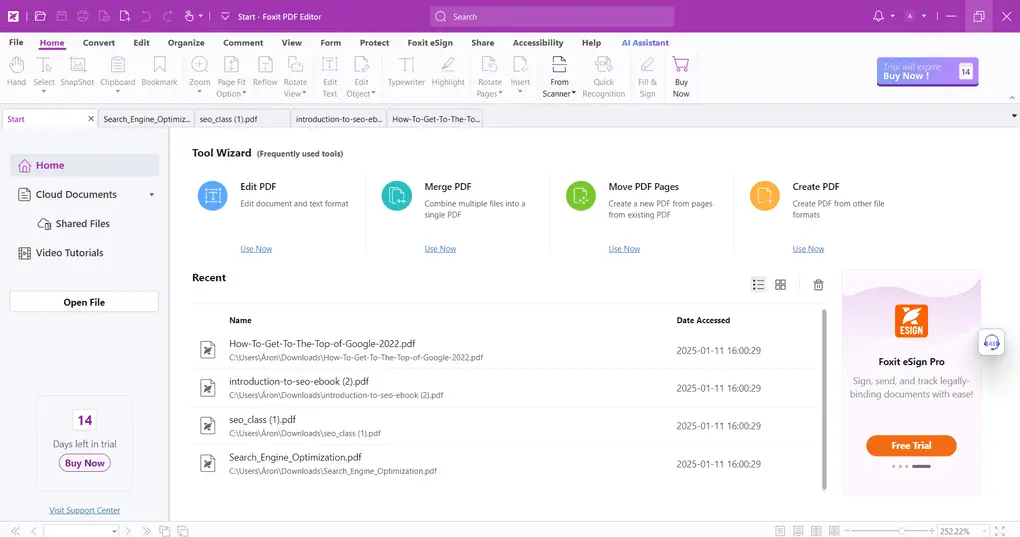 Start - Foxit PDF Editor
Search
A
File Home Convert Edit Organize Comment View Form Protect Foxit eSign Share Accessibility Help AI Assistant
Hand Select SnapShot Clipboard Bookmark Zoom Page Fit Option Reflow Rotate View Edit Text Edit Object Typewriter Highlight Rotate Pages Insert From Scanner Quick Recognition Fill & Sign Buy Now
Trial will expire
Buy Now !
14
Start
Search_Engine_Optimiz...
seo_class (1).pdf
introduction-to-seo-eb...
How-To-Get-To-The-To...
Home
Cloud Documents
Shared Files
Video Tutorials
Open File
14
Days left in trial
Buy Now
Visit Support Center
Tool Wizard (Frequently used tools)
Edit PDF
Edit document and text format
Use Now
Merge PDF
Combine multiple files into a
single PDF
Use Now
Move PDF Pages
Create a new PDF from pages
from existing PDF
Use Now
Create PDF
Create PDF from other file
formats
Use Now
Recent
Name Date Accessed
How-To-Get-To-The-Top-of-Google-2022.pdf
C:\Users\Áron\Downloads\How-To-Get-To-The-Top-of-Google-2022.pdf
2025-01-11 16:00:29
introduction-to-seo-ebook (2).pdf
C:\Users\Áron\Downloads\introduction-to-seo-ebook (2).pdf
2025-01-11 16:00:29
seo_class (1).pdf
C:\Users\Áron\Downloads\seo_class (1).pdf
2025-01-11 16:00:29
Search_Engine_Optimization.pdf
C:\Users\Áron\Downloads\Search_Engine_Optimization.pdf
2025-01-11 16:00:29
ESIGN
Foxit eSign Pro
Sign, send, and track legally-
binding documents with ease!
Free Trial
252.22%